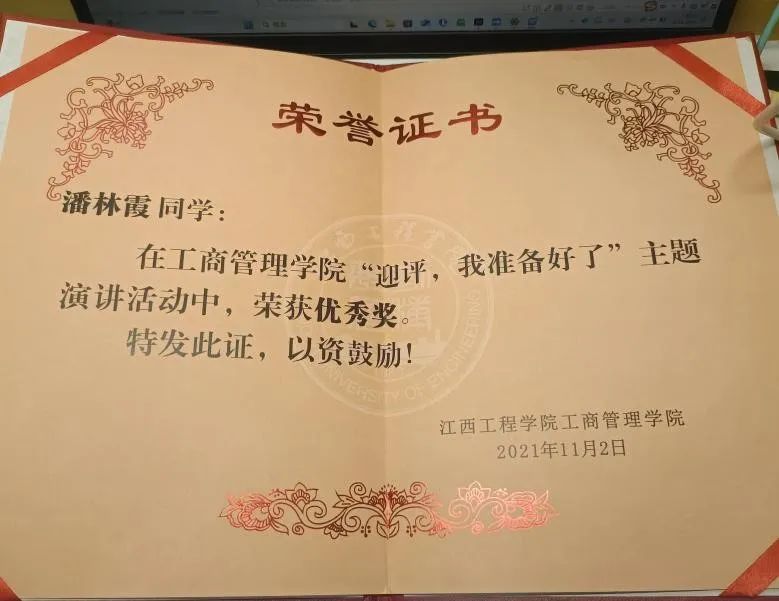 荣誉证书
潘林霞 同学：
在工商管理学院“迎评，我准备好了”主题
演讲活动中，荣获优秀奖。
特发此证，以资鼓励！
江西工程学院工商管理学院
2021年11月2日
UNIVERSITY OF ENGINEERING